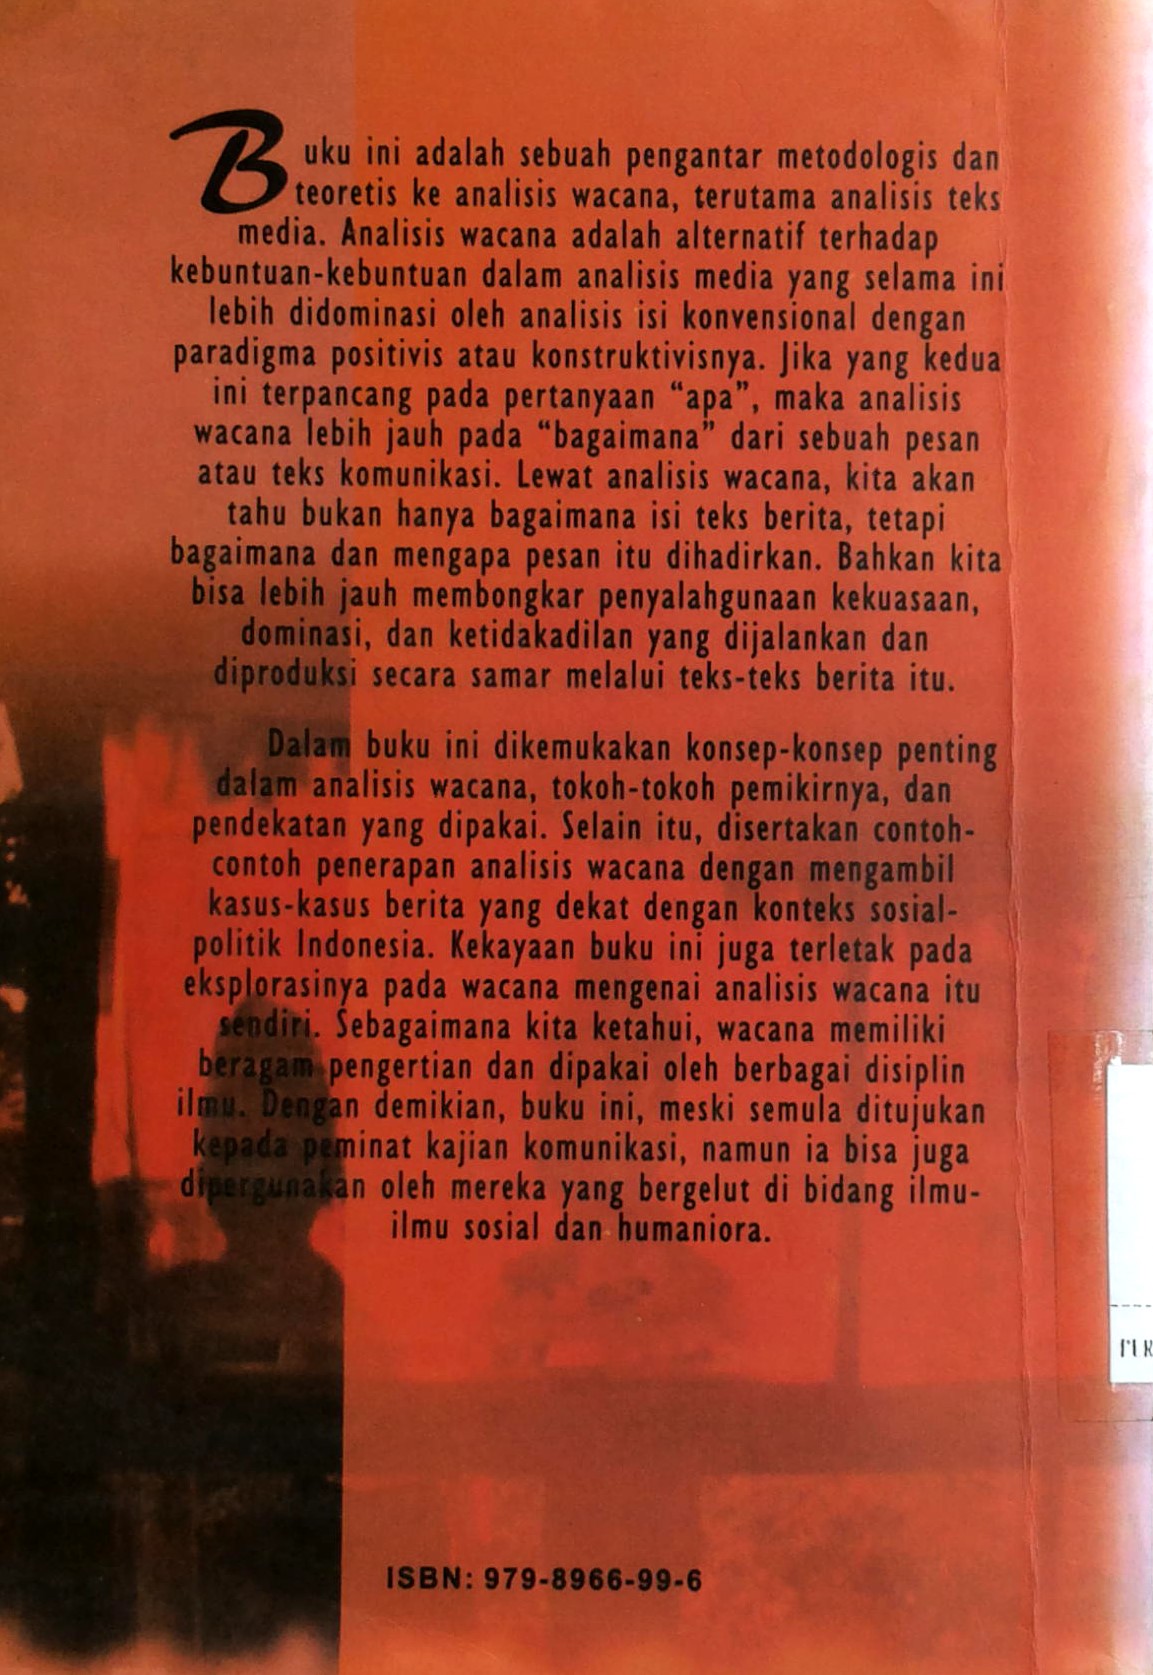 Buku ini adalah sebuah pengantar metodologis dan
teoretis ke analisis wacana, terutama analisis teks
media. Analisis wacana adalah alternatif terhadap
kebuntuan-kebuntuan dalam analisis media yang selama ini
lebih didominasi oleh analisis isi konvensional dengan
paradigma positivis atau konstruktivisnya. Jika yang kedua
ini terpancang pada pertanyaan “apa”, maka analisis
wacana lebih jauh pada “bagaimana” dari sebuah pesan
atau teks komunikasi. Lewat analisis wacana, kita akan
tahu bukan hanya bagaimana isi teks berita, tetapi
bagaimana dan mengapa pesan itu dihadirkan. Bahkan kita
bisa lebih jauh membongkar penyalahgunaan kekuasaan,
dominasi, dan ketidakadilan yang dijalankan dan
diproduksi secara samar melalui teks-teks berita itu.
Dalam buku ini dikemukakan konsep-konsep penting
dalam analisis wacana, tokoh-tokoh pemikirnya, dan
pendekatan yang dipakai. Selain itu, disertakan contoh-
contoh penerapan analisis wacana dengan mengambil
kasus-kasus berita yang dekat dengan konteks sosial-
politik Indonesia. Kekayaan buku ini juga terletak pada
eksplorasinya pada wacana mengenai analisis wacana itu
sendiri. Sebagaimana kita ketahui, wacana memiliki
beragam pengertian dan dipakai oleh berbagai disiplin
ilmu. Dengan demikian, buku ini, meski semula ditujukan
kepada peminat kajian komunikasi, namun ia bisa juga
dipergunakan oleh mereka yang bergelut di bidang ilmu-
ilmu sosial dan humaniora.
ISBN: 979-8966-99-6